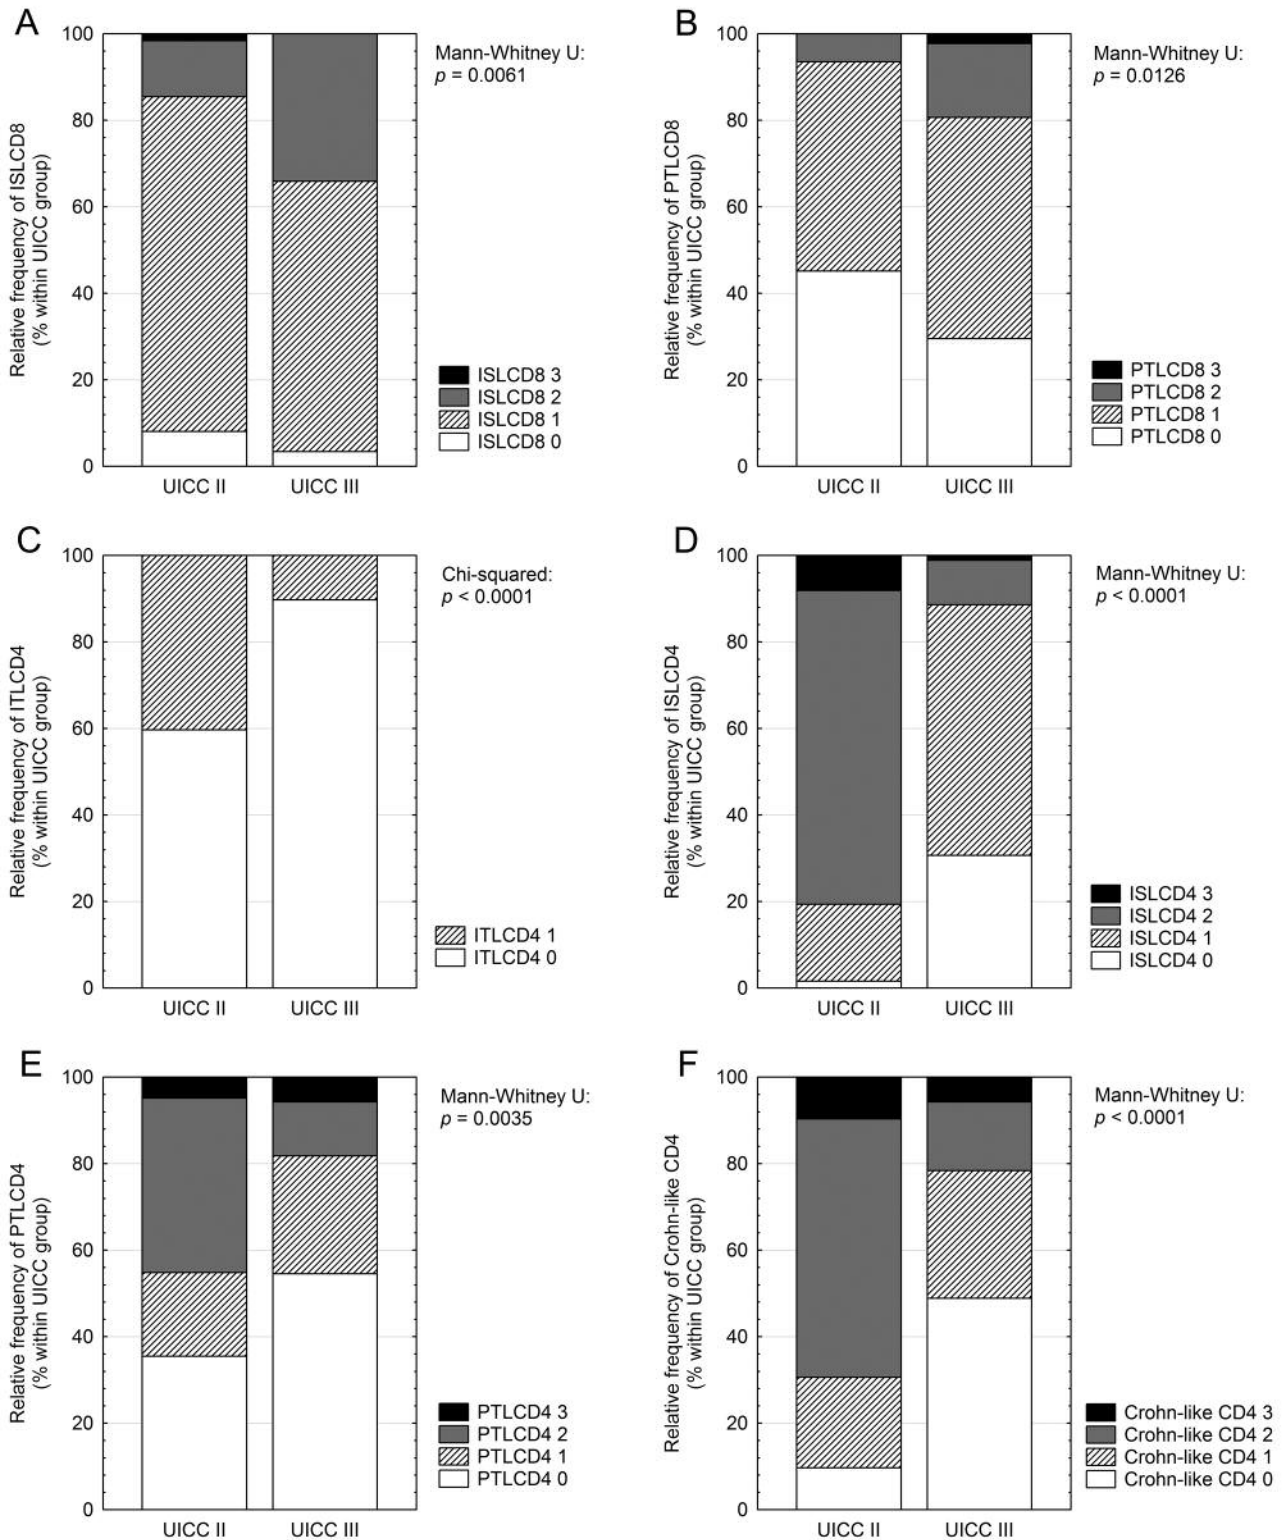 A
Relative frequency of ISLCD8
(% within UICC group)
100
80
60
40
20
0
UICC II
UICC III
Mann-Whitney U:
p = 0.0061
ISLCD8 3
ISLCD8 2
ISLCD8 1
ISLCD8 0
B
Relative frequency of PTLCD8
(% within UICC group)
100
80
60
40
20
0
UICC II
UICC III
Mann-Whitney U:
p = 0.0126
PTLCD8 3
PTLCD8 2
PTLCD8 1
PTLCD8 0
C
Relative frequency of ITLCD4
(% within UICC group)
100
80
60
40
20
0
UICC II
UICC III
Chi-squared:
p < 0.0001
ITLCD4 1
ITLCD4 0
D
Relative frequency of ISLCD4
(% within UICC group)
100
80
60
40
20
0
UICC II
UICC III
Mann-Whitney U:
p < 0.0001
ISLCD4 3
ISLCD4 2
ISLCD4 1
ISLCD4 0
E
Relative frequency of PTLCD4
(% within UICC group)
100
80
60
40
20
0
UICC II
UICC III
Mann-Whitney U:
p = 0.0035
PTLCD4 3
PTLCD4 2
PTLCD4 1
PTLCD4 0
F
Relative frequency of Crohn-like CD4
(% within UICC group)
100
80
60
40
20
0
UICC II
UICC III
Mann-Whitney U:
p < 0.0001
Crohn-like CD4 3
Crohn-like CD4 2
Crohn-like CD4 1
Crohn-like CD4 0